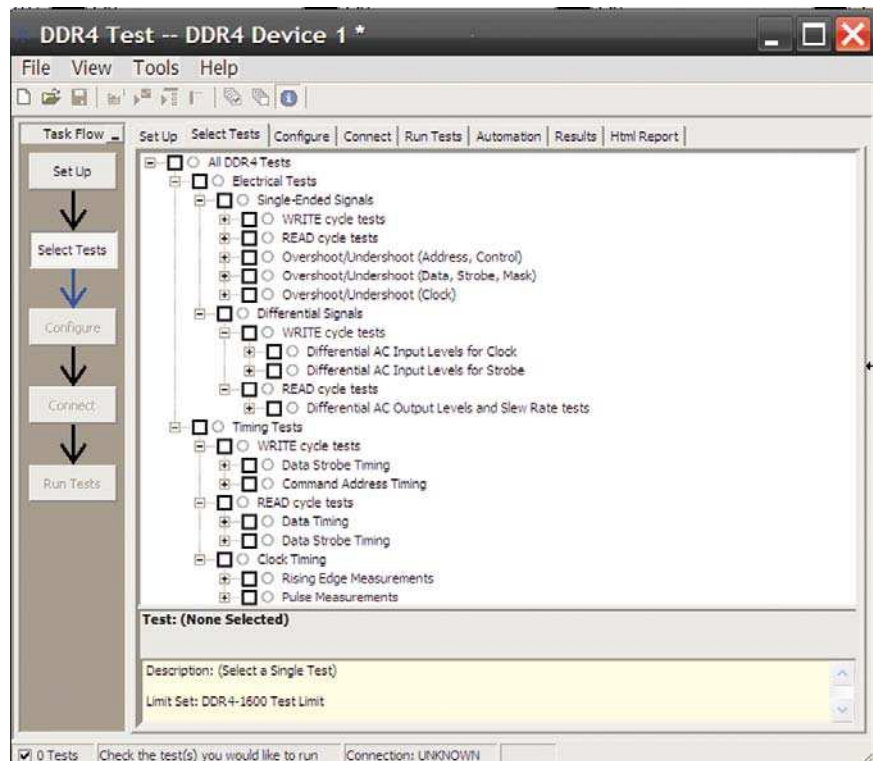 DDR4 Test -- DDR4 Device 1 *
File View Tools Help
Task Flow
Set Up
Select Tests
Configure
Connect
Run Tests
Set Up Select Tests Configure Connect Run Tests Automation Results Html Report
All DDR4 Tests
Electrical Tests
Single-Ended Signals
WRITE cycle tests
READ cycle tests
Overshoot/Undershoot (Address, Control)
Overshoot/Undershoot (Data, Strobe, Mask)
Overshoot/Undershoot (Clock)
Differential Signals
WRITE cycle tests
Differential AC Input Levels for Clock
Differential AC Input Levels for Strobe
READ cycle tests
Differential AC Output Levels and Slew Rate tests
Timing Tests
WRITE cycle tests
Data Strobe Timing
Command Address Timing
READ cycle tests
Data Timing
Data Strobe Timing
Clock Timing
Rising Edge Measurements
Pulse Measurements
Test: (None Selected)
Description: (Select a Single Test)
Limit Set: DDR4-1600 Test Limit
0 Tests Check the test(s) you would like to run Connection: UNKNOWN